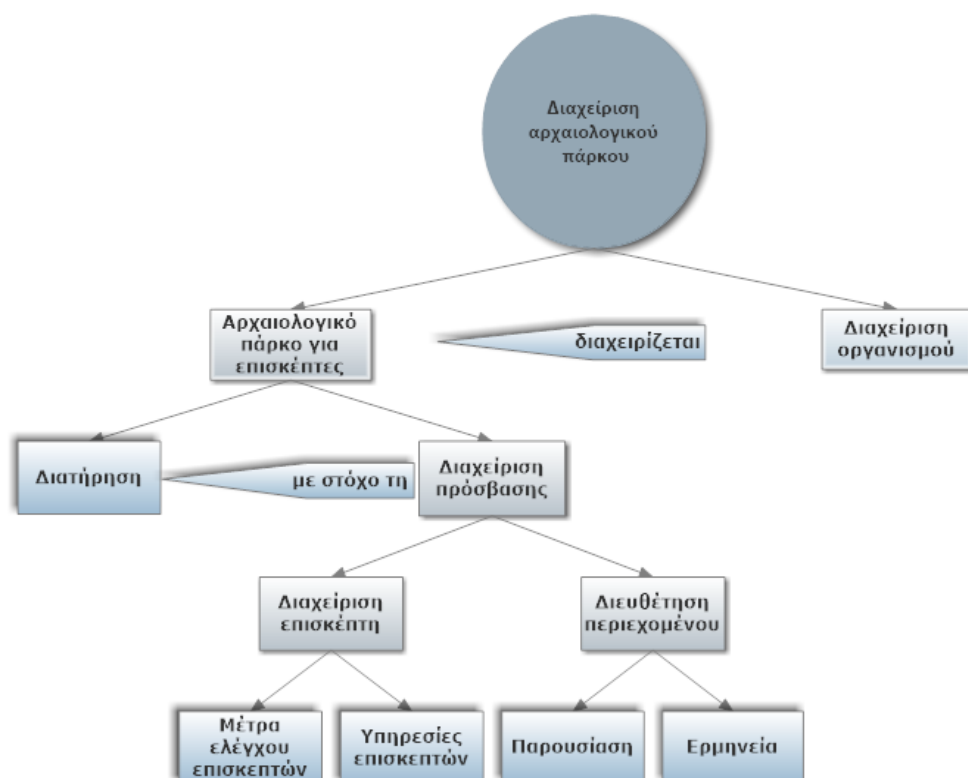 Διαχείριση
αρχαιολογικού
πάρκου
Αρχαιολογικό
πάρκο για
επισκέπτες
διαχειρίζεται
Διαχείριση
οργανισμού
Διατήρηση
με στόχο τη
Διαχείριση
πρόσβασης
Διαχείριση
επισκέπτη
Διευθέτηση
περιεχομένου
Μέτρα
ελέγχου
επισκεπτών
Υπηρεσίες
επισκεπτών
Παρουσίαση
Ερμηνεία